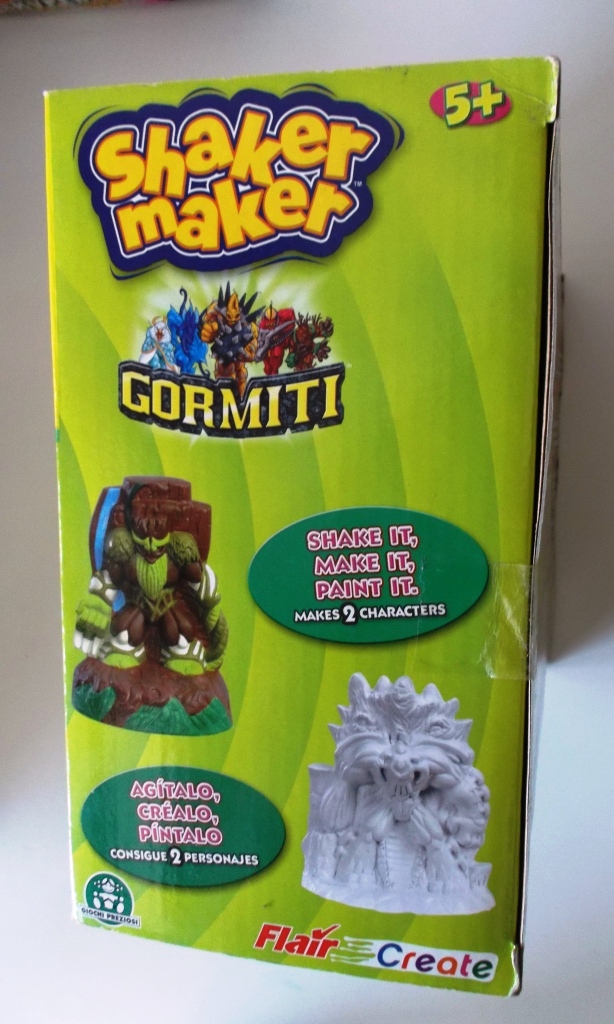 5+
Shaker
maker™
GORMITI
SHAKE IT,
MAKE IT,
PAINT IT.
MAKES 2 CHARACTERS
AGÍTALO,
CRÉALO,
PÍNTALO
CONSIGUE 2 PERSONAJES
GIOCHI PREZIOSI
Flair Create